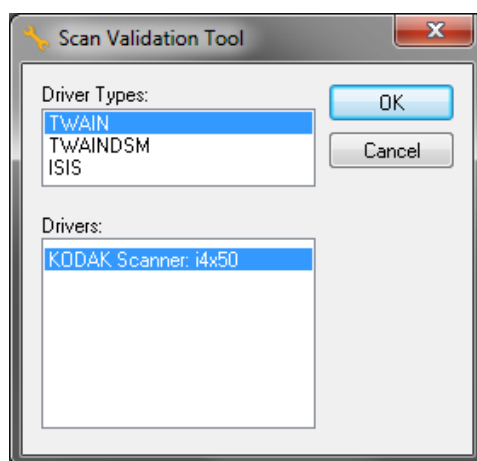 Scan Validation Tool
Driver Types:
TWAIN
TWAINDSM
ISIS
OK
Cancel
Drivers:
KODAK Scanner: i4x50